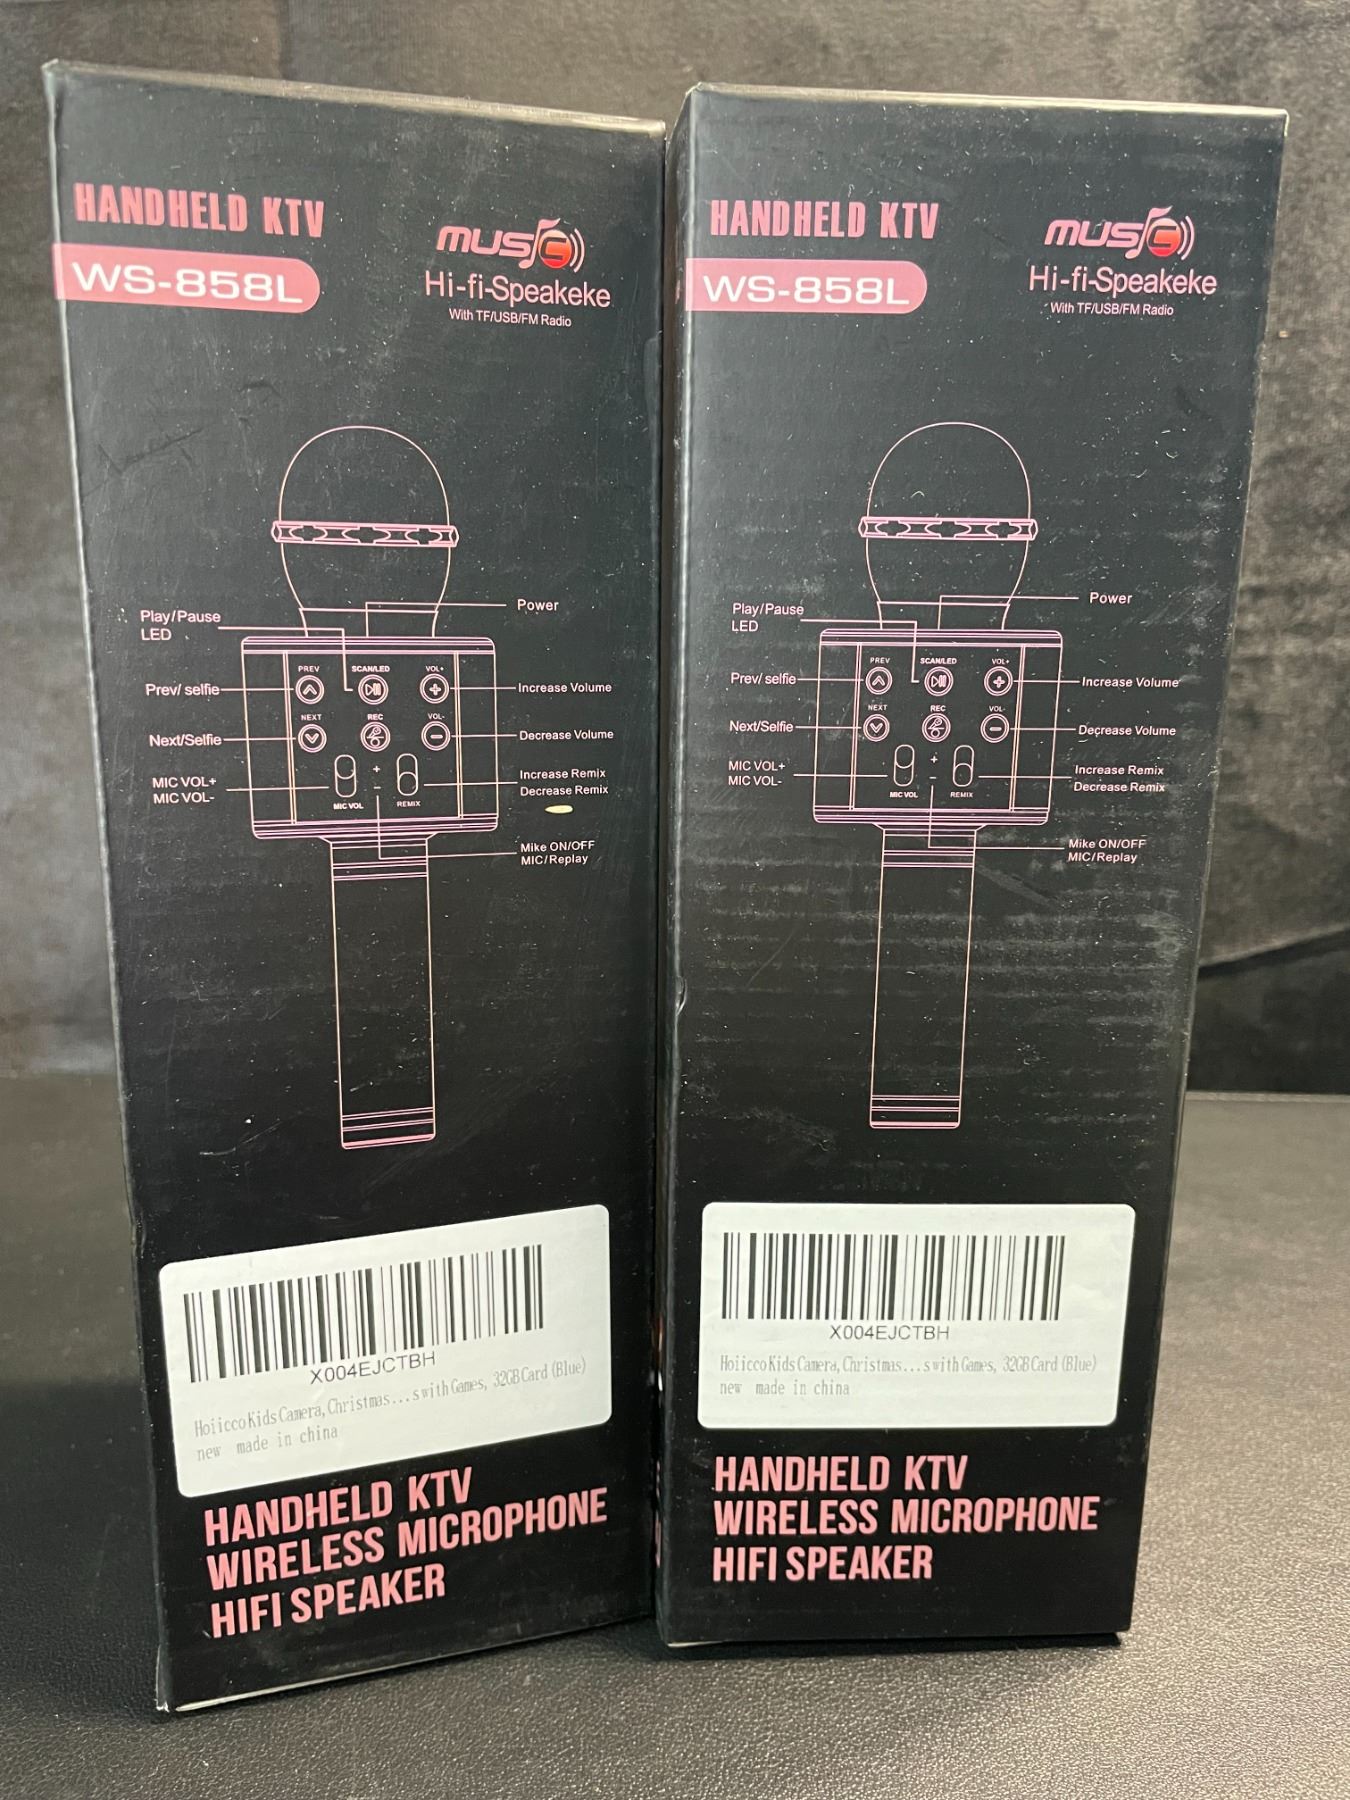 HANDHELD KTV
WS-858L
MUSIC
Hi-fi-Speakeke
With TF/USB/FM Radio
Power
Play/Pause
LED
PREV
SCAN/LED
VOL+
Prev/ selfie
Increase Volume
NEXT
REC
VOL-
Next/Selfie
Decrease Volume
MIC VOL+
MIC VOL-
+
-
Increase Remix
Decrease Remix
MIC VOL
REMIX
Mike ON/OFF
MIC/Replay
X004EJCTBH
Hoiicco Kids Camera, Christmas...s with Games, 32GB Card (Blue)
new made in china
HANDHELD KTV
WIRELESS MICROPHONE
HIFI SPEAKER
HANDHELD KTV
WS-858L
MUSIC
Hi-fi-Speakeke
With TF/USB/FM Radio
Power
Play/Pause
LED
PREV
SCAN/LED
VOL+
Prev/ selfie
Increase Volume
NEXT
REC
VOL-
Next/Selfie
Decrease Volume
MIC VOL+
MIC VOL-
+
-
Increase Remix
Decrease Remix
MIC VOL
REMIX
Mike ON/OFF
MIC/Replay
X004EJCTBH
Hoiicco Kids Camera, Christmas...s with Games, 32GB Card (Blue)
new made in china
HANDHELD KTV
WIRELESS MICROPHONE
HIFI SPEAKER